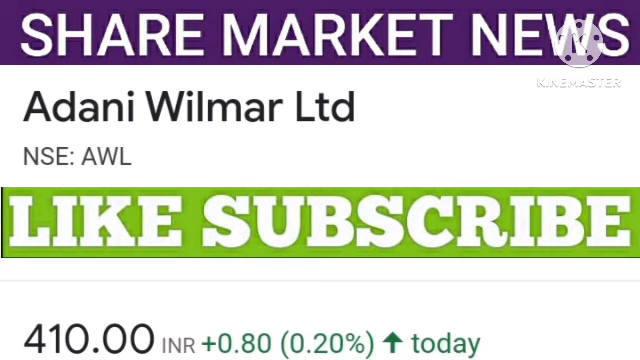 SHARE MARKET NEWS
KINEMASTER
Adani Wilmar Ltd
NSE: AWL
LIKE SUBSCRIBE
410.00 INR +0.80 (0.20%) ↑ today